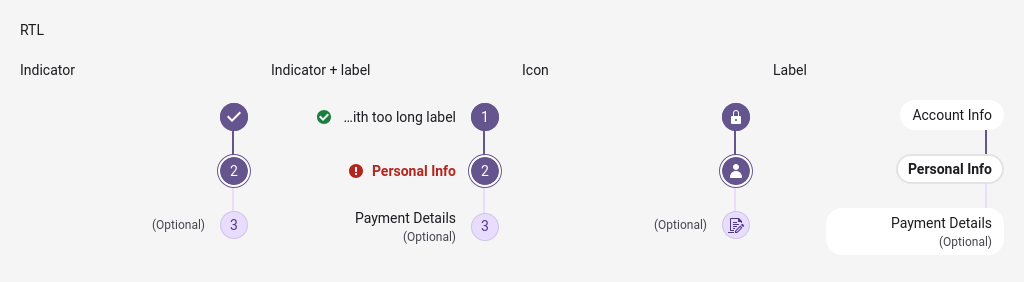 RTL
Indicator
2
(Optional) 3
Indicator + label
...ith too long label 1
Personal Info 2
Payment Details
(Optional) 3
Icon
(Optional)
Label
Account Info
Personal Info
Payment Details
(Optional)